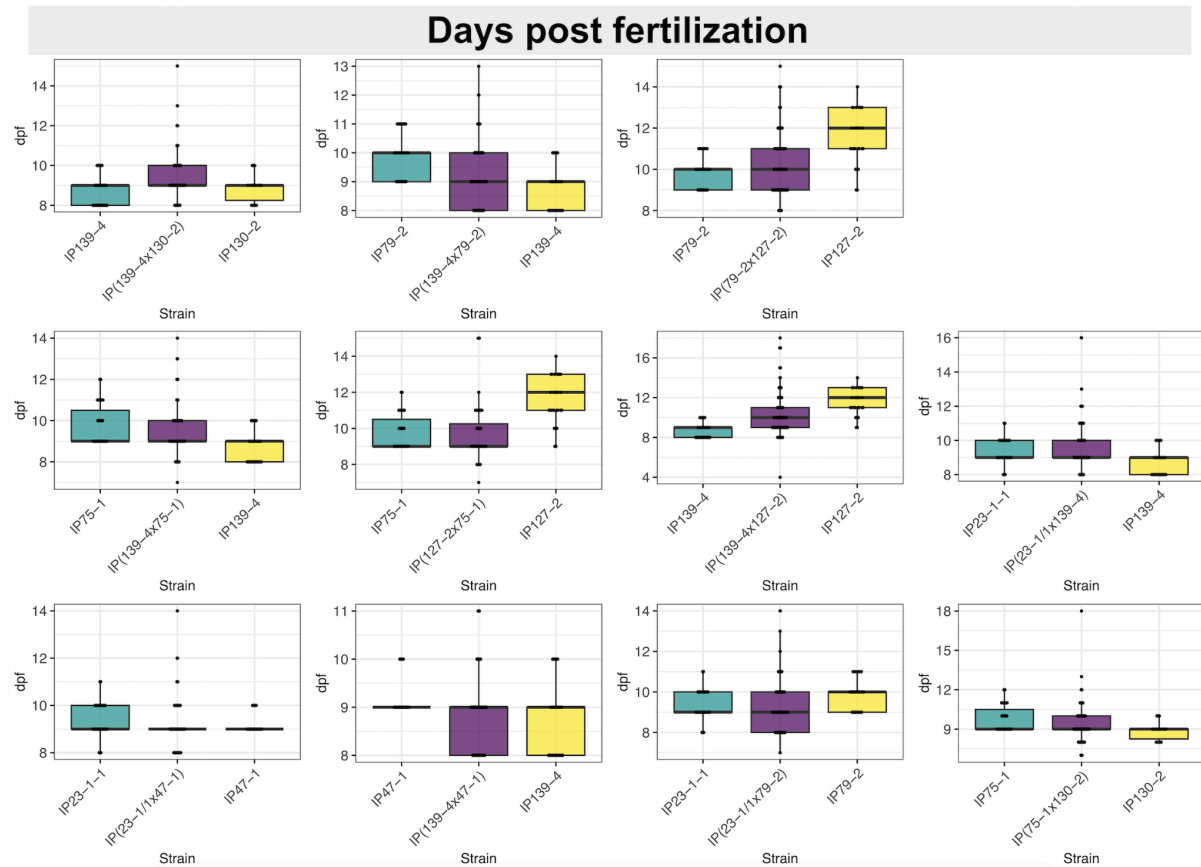 Days post fertilization
dpf
14
12
10
8
IP139−4
IP(139−4x130−2)
IP130−2
Strain
dpf
13
12
11
10
9
8
IP79−2
IP(139−4x79−2)
IP139−4
Strain
dpf
14
12
10
8
IP79−2
IP(79−2x127−2)
IP127−2
Strain
dpf
14
12
10
8
IP75−1
IP(139−4x75−1)
IP139−4
Strain
dpf
14
12
10
8
IP75−1
IP(127−2x75−1)
IP127−2
Strain
dpf
16
12
8
4
IP139−4
IP(139−4x127−2)
IP127−2
Strain
dpf
16
14
12
10
8
IP23−1−1
IP(23−1/1x139−4)
IP139−4
Strain
dpf
14
12
10
8
IP23−1−1
IP(23−1/1x47−1)
IP47−1
Strain
dpf
11
10
9
8
IP47−1
IP(139−4x47−1)
IP139−4
Strain
dpf
14
12
10
8
IP23−1−1
IP(23−1/1x79−2)
IP79−2
Strain
dpf
18
15
12
9
IP75−1
IP(75−1x130−2)
IP130−2
Strain